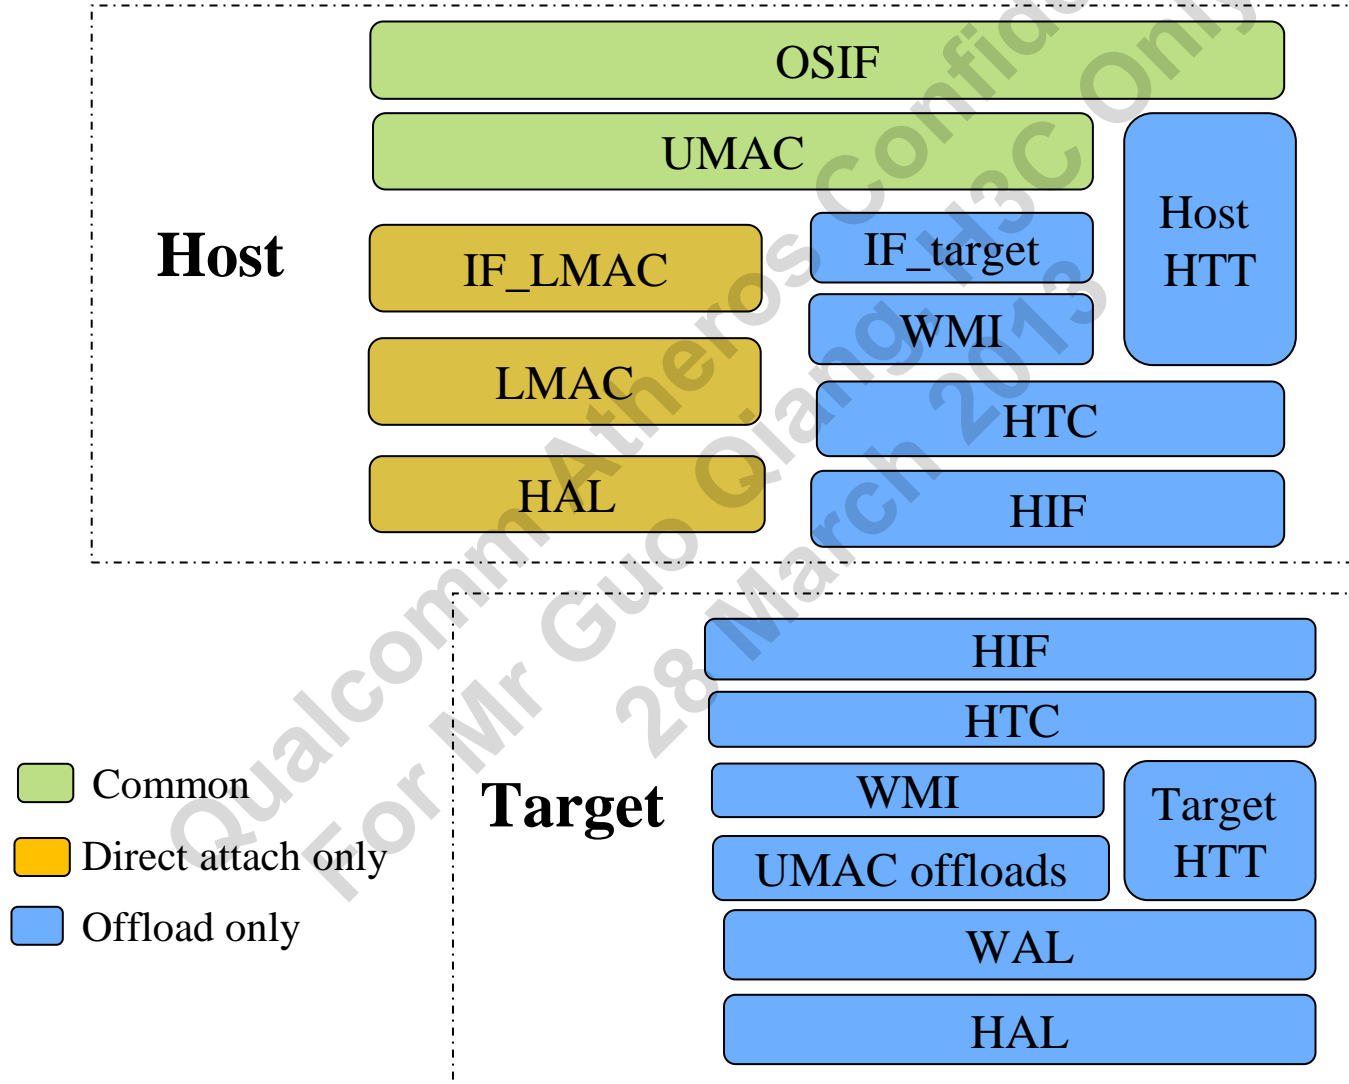 OSIF
UMAC
Host
HTT
Host
IF_LMAC
IF_target
WMI
LMAC
HTC
HAL
HIF
HIF
HTC
Target
WMI
Target
HTT
UMAC offloads
WAL
HAL
Common
Direct attach only
Offload only
Qualcomm Atheros Confide
For Mr Guo Qiang, H3C Only
28 March 2013